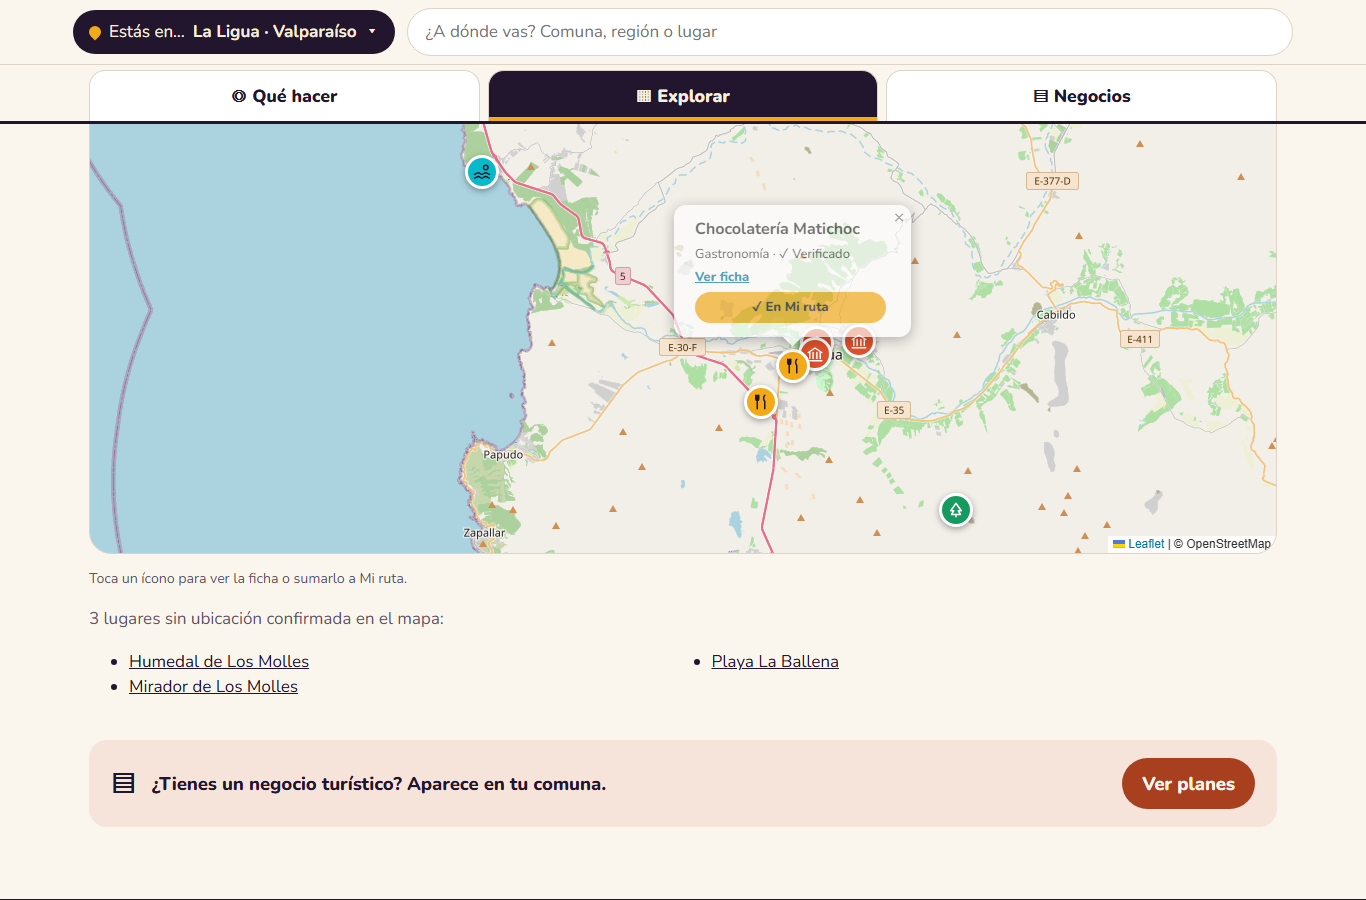 Estás en... La Ligua · Valparaíso
¿A dónde vas? Comuna, región o lugar
Qué hacer
Explorar
Negocios
E-377-D
Chocolatería Matichoc
×
Gastronomía · ✓ Verificado
5
Ver ficha
✓ En Mi ruta
Cabildo
E-411
E-30-F
E-35
Papudo
Zapallar
Leaflet | © OpenStreetMap
Toca un ícono para ver la ficha o sumarlo a Mi ruta.
3 lugares sin ubicación confirmada en el mapa:
• Humedal de Los Molles
• Mirador de Los Molles
• Playa La Ballena
¿Tienes un negocio turístico? Aparece en tu comuna.
Ver planes